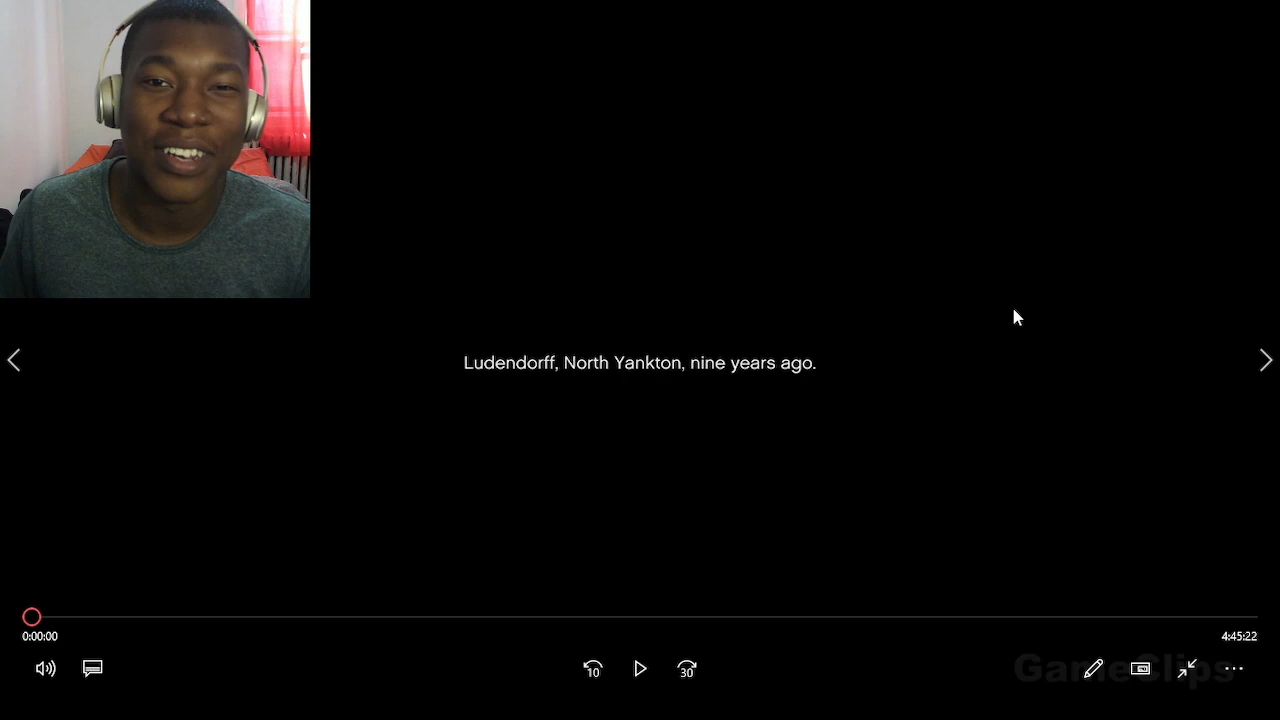 Ludendorff, North Yankton, nine years ago.
0:00:00
4:45:22
10
30
GameClips